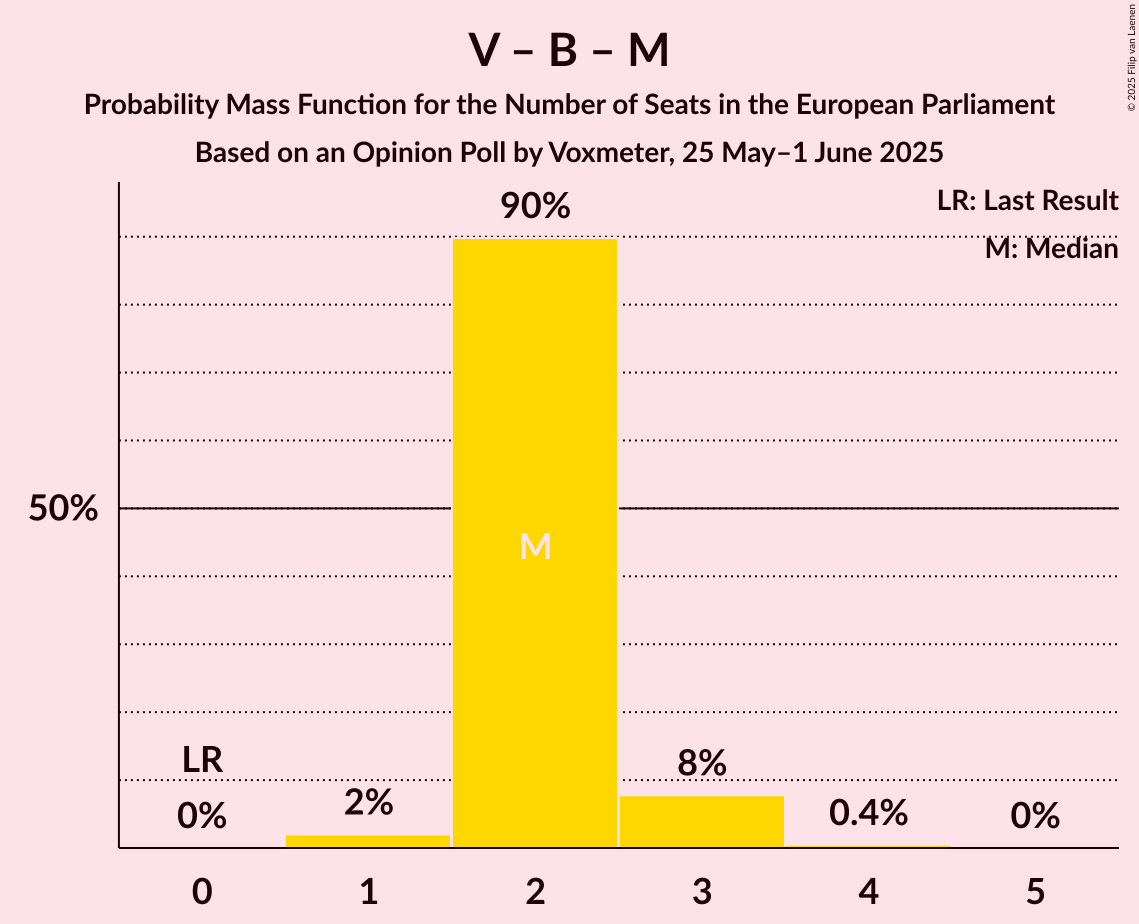 V – B – M
Probability Mass Function for the Number of Seats in the European Parliament
Based on an Opinion Poll by Voxmeter, 25 May–1 June 2025
© 2025 Filip van Laenen
LR: Last Result
M: Median
90%
50%
M
LR
0%
2%
8%
0.4%
0%
0 1 2 3 4 5